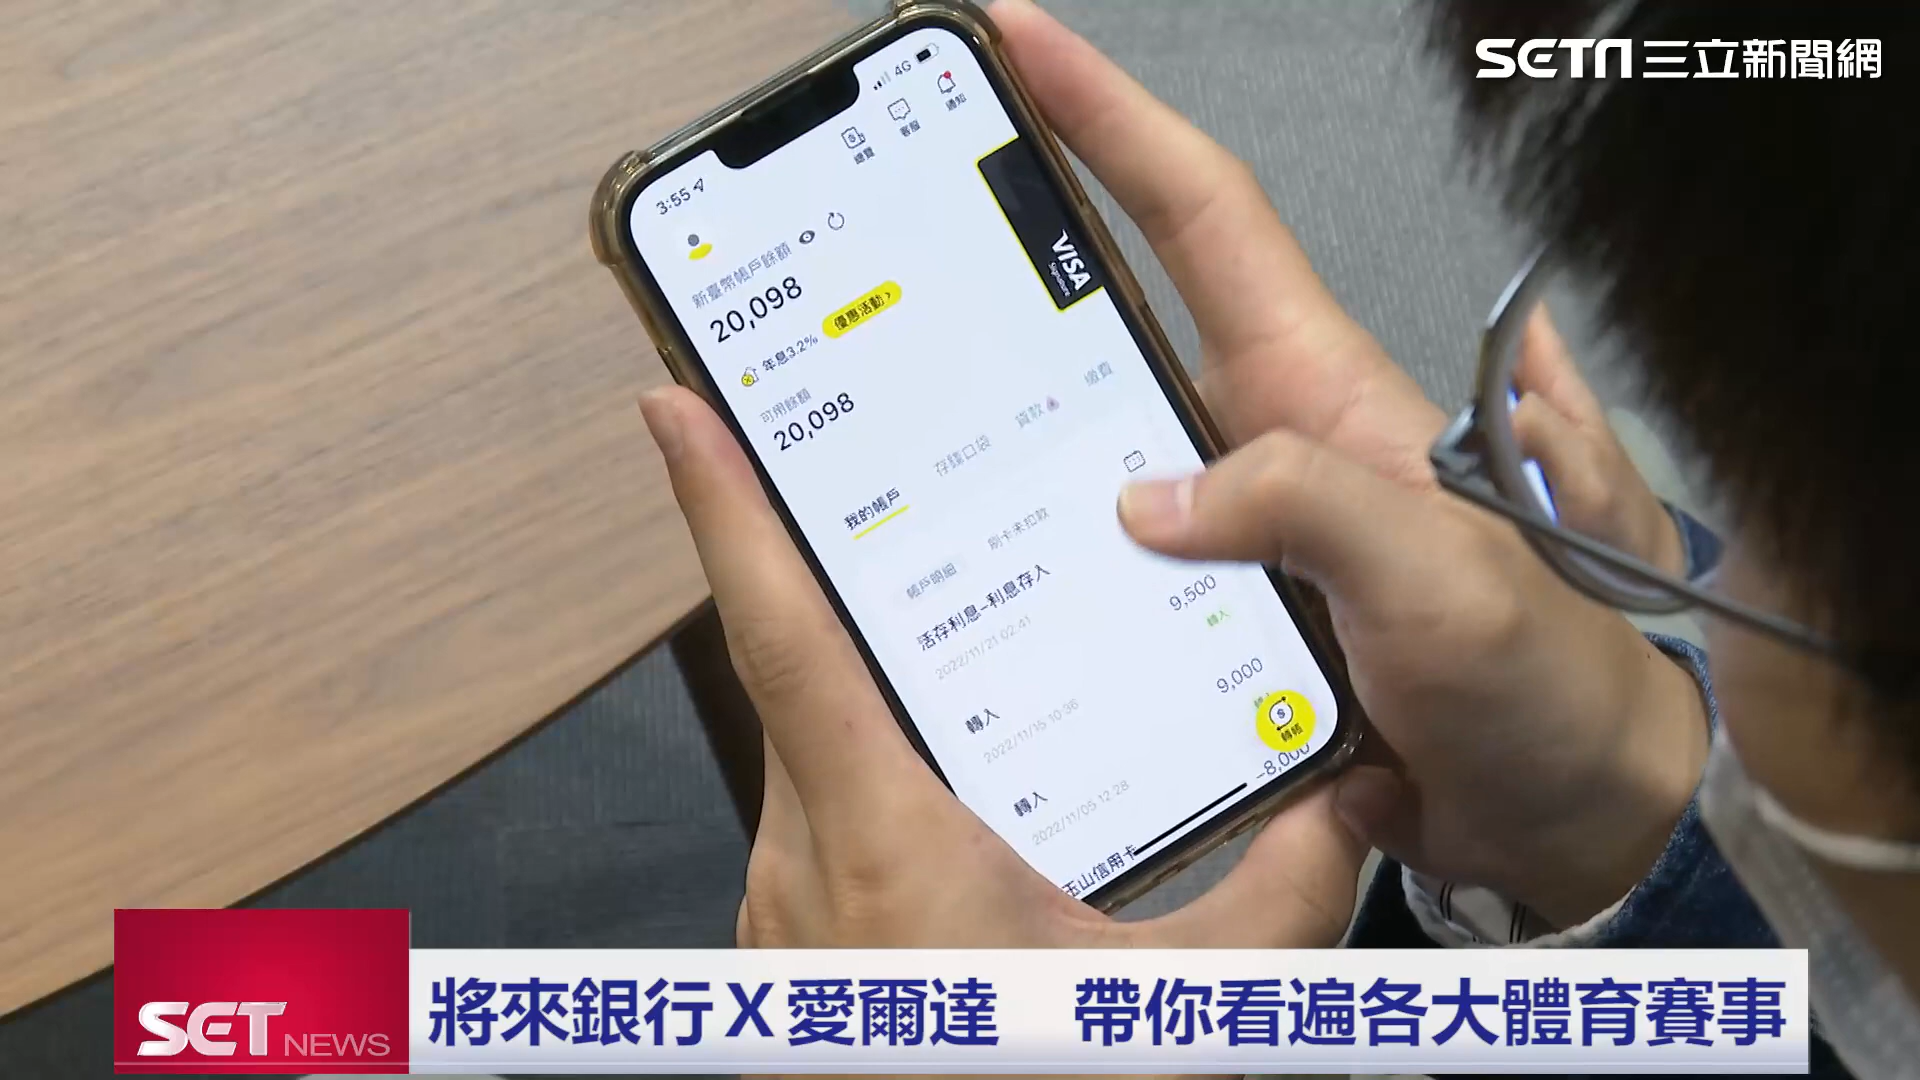 SETN三立新聞網
4G
3:55
總覽
客服
通知
新臺幣帳戶餘額
20,098
年息3.2%
優惠活動 ›
可用餘額
20,098
VISA
Signature
我的帳戶
存錢口袋
貸款
繳費
帳戶明細
刷卡未扣款
活存利息-利息存入
2022/11/21 02:41
9,500
轉入
轉入
2022/11/15 10:36
9,000
轉入
2022/11/05 12:28
-8,000
轉帳
玉山信用卡
SET NEWS
將來銀行X愛爾達 帶你看遍各大體育賽事